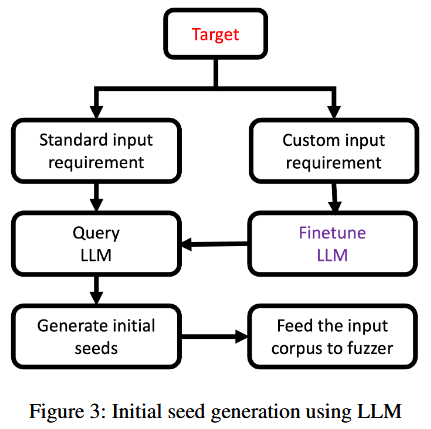 Target
Standard input
requirement
Custom input
requirement
Query
LLM
Finetune
LLM
Generate initial
seeds
Feed the input
corpus to fuzzer
Figure 3: Initial seed generation using LLM